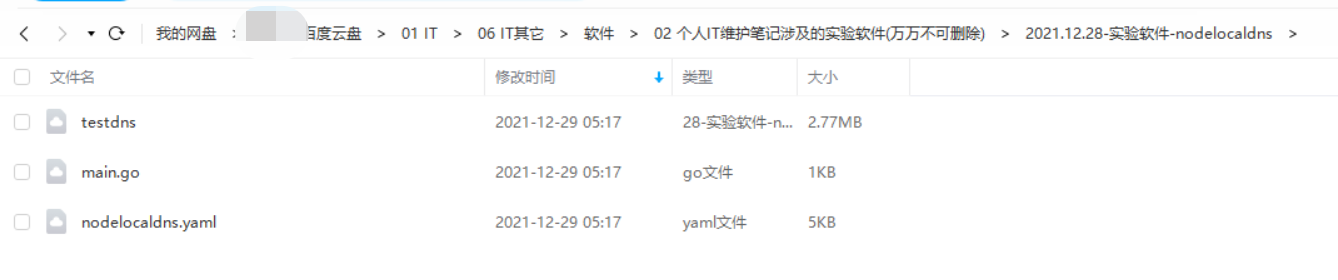 我的网盘 > 百度云盘 > 01 IT > 06 IT其它 > 软件 > 02 个人IT维护笔记涉及的实验软件(万万不可删除) > 2021.12.28-实验软件-nodelocaldns >
文件名 修改时间 类型 大小
testdns 2021-12-29 05:17 28-实验软件-n... 2.77MB
main.go 2021-12-29 05:17 go文件 1KB
nodelocaldns.yaml 2021-12-29 05:17 yaml文件 5KB